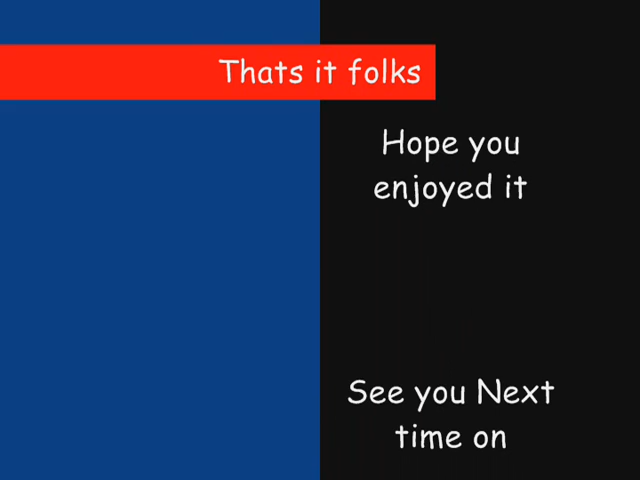 Thats it folks
Hope you
enjoyed it
See you Next
time on